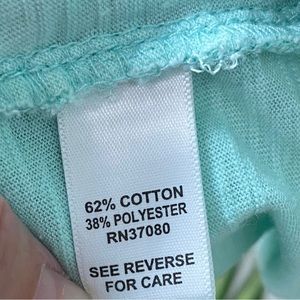 62% COTTON
38% POLYESTER
RN37080
SEE REVERSE
FOR CARE